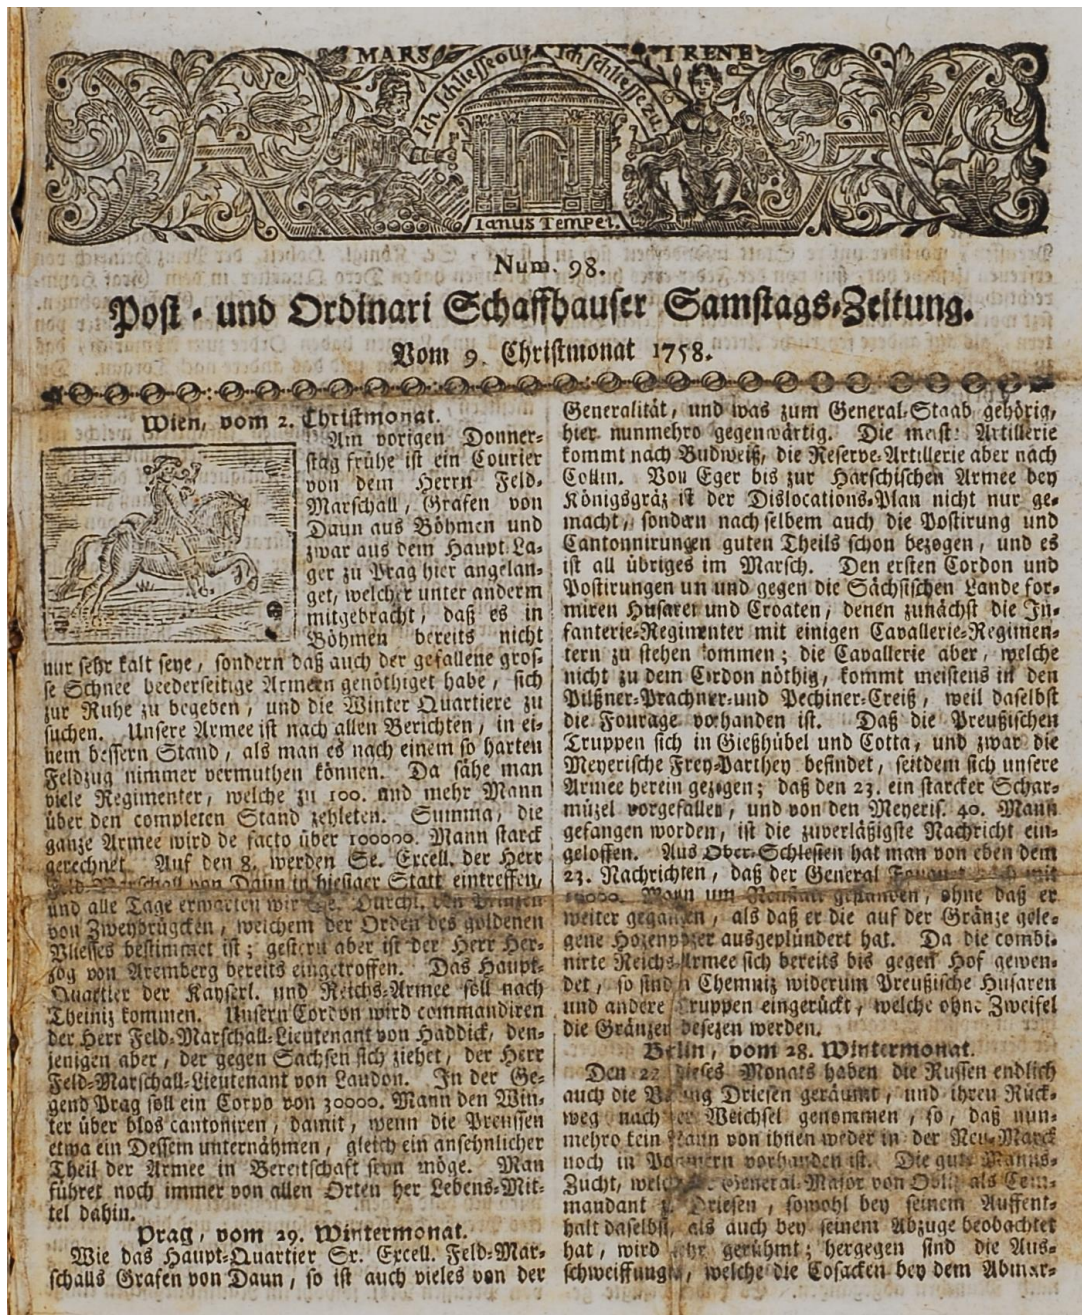 MARS
IRENE
Ich schliesse auf
Ich schliesse zu
Ianus Tempel.
Num. 98.
Post- und Ordinari Schaffhauser Samstags-Zeitung.
Vom 9. Christmonat 1758.
Wien, vom 2. Christmonat.
Am vorigen Donner-
stag frühe ist ein Courier
von dem Herrn Feld-
Marschall, Grafen von
Daun aus Böhmen und
zwar aus dem Haupt La-
ger zu Prag hier angelan-
get, welcher unter anderm
mitgebracht, daß es in
Böhmen bereits nicht
nur sehr kalt seye, sondern daß auch der gefallene gros-
se Schnee beederseitige Armeen genöthiget habe, sich
zur Ruhe zu begeben, und die Winter Quartiere zu
suchen. Unsere Armee ist nach allen Berichten, in ei-
nem bessern Stand, als man es nach einem so harten
Feldzug nimmer vermuthen können. Da sähe man
viele Regimenter, welche zu 100. und mehr Mann
über den completen Stand zehleten. Summa, die
ganze Armee wird de facto über 100000. Mann starck
gerechnet. Auf den 8. werden Se. Excell. der Herr
Feld-Marschall von Daun in hiesiger Statt eintreffen,
und alle Tage erwarten wir Se. Durchl. den Prinzen
von Zweybrügcken, welchem der Orden des goldenen
Vliesses bestimmet ist; gestern aber ist der Herr Her-
zog von Aremberg bereits eingetroffen. Das Haupt-
Quartier der Kayserl. und Reichs-Armee soll nach
Theiniz kommen. Unsern Cordon wird commandiren
der Herr Feld-Marschall-Lieutenant von Haddick, den-
jenigen aber, der gegen Sachsen sich ziehet, der Herr
Feld-Marschall-Lieutenant von Laudon. In der Ge-
gend Prag soll ein Corpo von 30000. Mann den Win-
ter über blos cantoniren, damit, wenn die Preussen
etwa ein Dessein unternähmen, gleich ein ansehnlicher
Theil der Armee in Bereitschaft seyn möge. Man
führet noch immer von allen Orten her Lebens-Mit-
tel dahin.
Prag, vom 29. Wintermonat.
Wie das Haupt-Quartier Sr. Excell. Feld-Mar-
schalls Grafen von Daun, so ist auch vieles von der
Generalität, und was zum General-Staab gehörig,
hier nunmehro gegenwärtig. Die meiste Artillerie
kommt nach Budweiß, die Reserve-Artillerie aber nach
Collin. Von Eger bis zur Harschischen Armee bey
Königsgräz ist der Dislocations-Plan nicht nur ge-
macht, sondern nach selbem auch die Postirung und
Cantonnirungen guten Theils schon bezogen, und es
ist all übriges im Marsch. Den ersten Cordon und
Postirungen un und gegen die Sächsischen Lande for-
miren Husaren und Croaten, denen zunächst die In-
fanterie-Regimenter mit einigen Cavallerie-Regimen-
tern zu stehen kommen; die Cavallerie aber, welche
nicht zu dem Cordon nöthig, kommt meistens in den
Pilßner-Prachner-und Pechiner-Creiß, weil daselbst
die Fourage vorhanden ist. Daß die Preußischen
Truppen sich in Gießhübel und Cotta, und zwar die
Meyerische Frey-Parthey befindet, seitdem sich unsere
Armee herein gezogen; daß den 23. ein starcker Schar-
müzel vorgefallen, und von den Meyeris. 40. Mann
gefangen worden, ist die zuverläßigste Nachricht ein-
geloffen. Aus Ober-Schlesien hat man von eben dem
23. Nachrichten, daß der General Fouquet sich mit
Mann um Neustatt gestanden, ohne daß er
weiter gegangen, als daß er die auf der Gränze gele-
gene Hozenplozer ausgeplündert hat. Da die combi-
nirte Reichs-Armee sich bereits bis gegen Hof gewen-
det, so sind in Chemniz widerum Preußische Husaren
und andere Truppen eingerückt, welche ohne Zweifel
die Gränzen besezen werden.
Berlin, vom 28. Wintermonat.
Den 22 dieses Monats haben die Russen endlich
auch die Vestung Driesen geräumt, und ihren Rück-
weg nach der Weichsel genommen, so, daß nun-
mehro kein Mann von ihnen weder in der Neu-Marck
noch in Pommern vorhanden ist. Die gute Manns-
Zucht, welche General-Major von als Com-
mandant zu Driesen, sowohl bey seinem Auffent-
halt daselbst, als auch bey seinem Abzuge beobachtet
hat, wird sehr gerühmt; hergegen sind die Aus-
schweiffungen, welche die Cosacken bey dem Abmar-